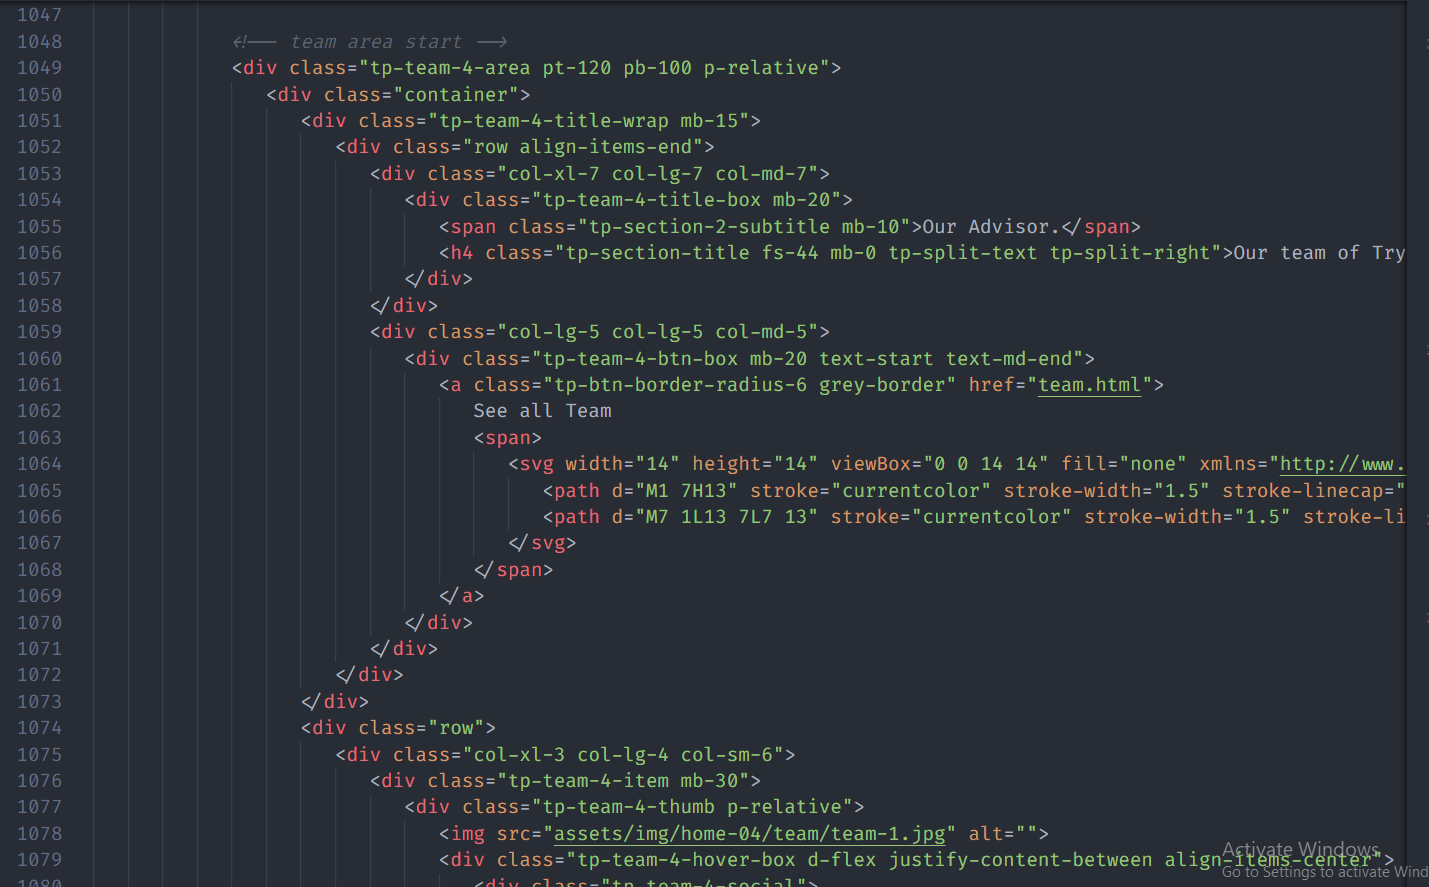 1047
1048 <!-- team area start -->
1049 <div class="tp-team-4-area pt-120 pb-100 p-relative">
1050 <div class="container">
1051 <div class="tp-team-4-title-wrap mb-15">
1052 <div class="row align-items-end">
1053 <div class="col-xl-7 col-lg-7 col-md-7">
1054 <div class="tp-team-4-title-box mb-20">
1055 <span class="tp-section-2-subtitle mb-10">Our Advisor.</span>
1056 <h4 class="tp-section-title fs-44 mb-0 tp-split-text tp-split-right">Our team of Try
1057 </div>
1058 </div>
1059 <div class="col-lg-5 col-lg-5 col-md-5">
1060 <div class="tp-team-4-btn-box mb-20 text-start text-md-end">
1061 <a class="tp-btn-border-radius-6 grey-border" href="team.html">
1062 See all Team
1063 <span>
1064 <svg width="14" height="14" viewBox="0 0 14 14" fill="none" xmlns="http://www.
1065 <path d="M1 7H13" stroke="currentcolor" stroke-width="1.5" stroke-linecap="
1066 <path d="M7 1L13 7L7 13" stroke="currentcolor" stroke-width="1.5" stroke-li
1067 </svg>
1068 </span>
1069 </a>
1070 </div>
1071 </div>
1072 </div>
1073 </div>
1074 <div class="row">
1075 <div class="col-xl-3 col-lg-4 col-sm-6">
1076 <div class="tp-team-4-item mb-30">
1077 <div class="tp-team-4-thumb p-relative">
1078 <img src="assets/img/home-04/team/team-1.jpg" alt="">
1079 <div class="tp-team-4-hover-box d-flex justify-content-between align-items-center">
1080 <div class="tp-team-4-social">
Activate Windows
Go to Settings to activate Wind